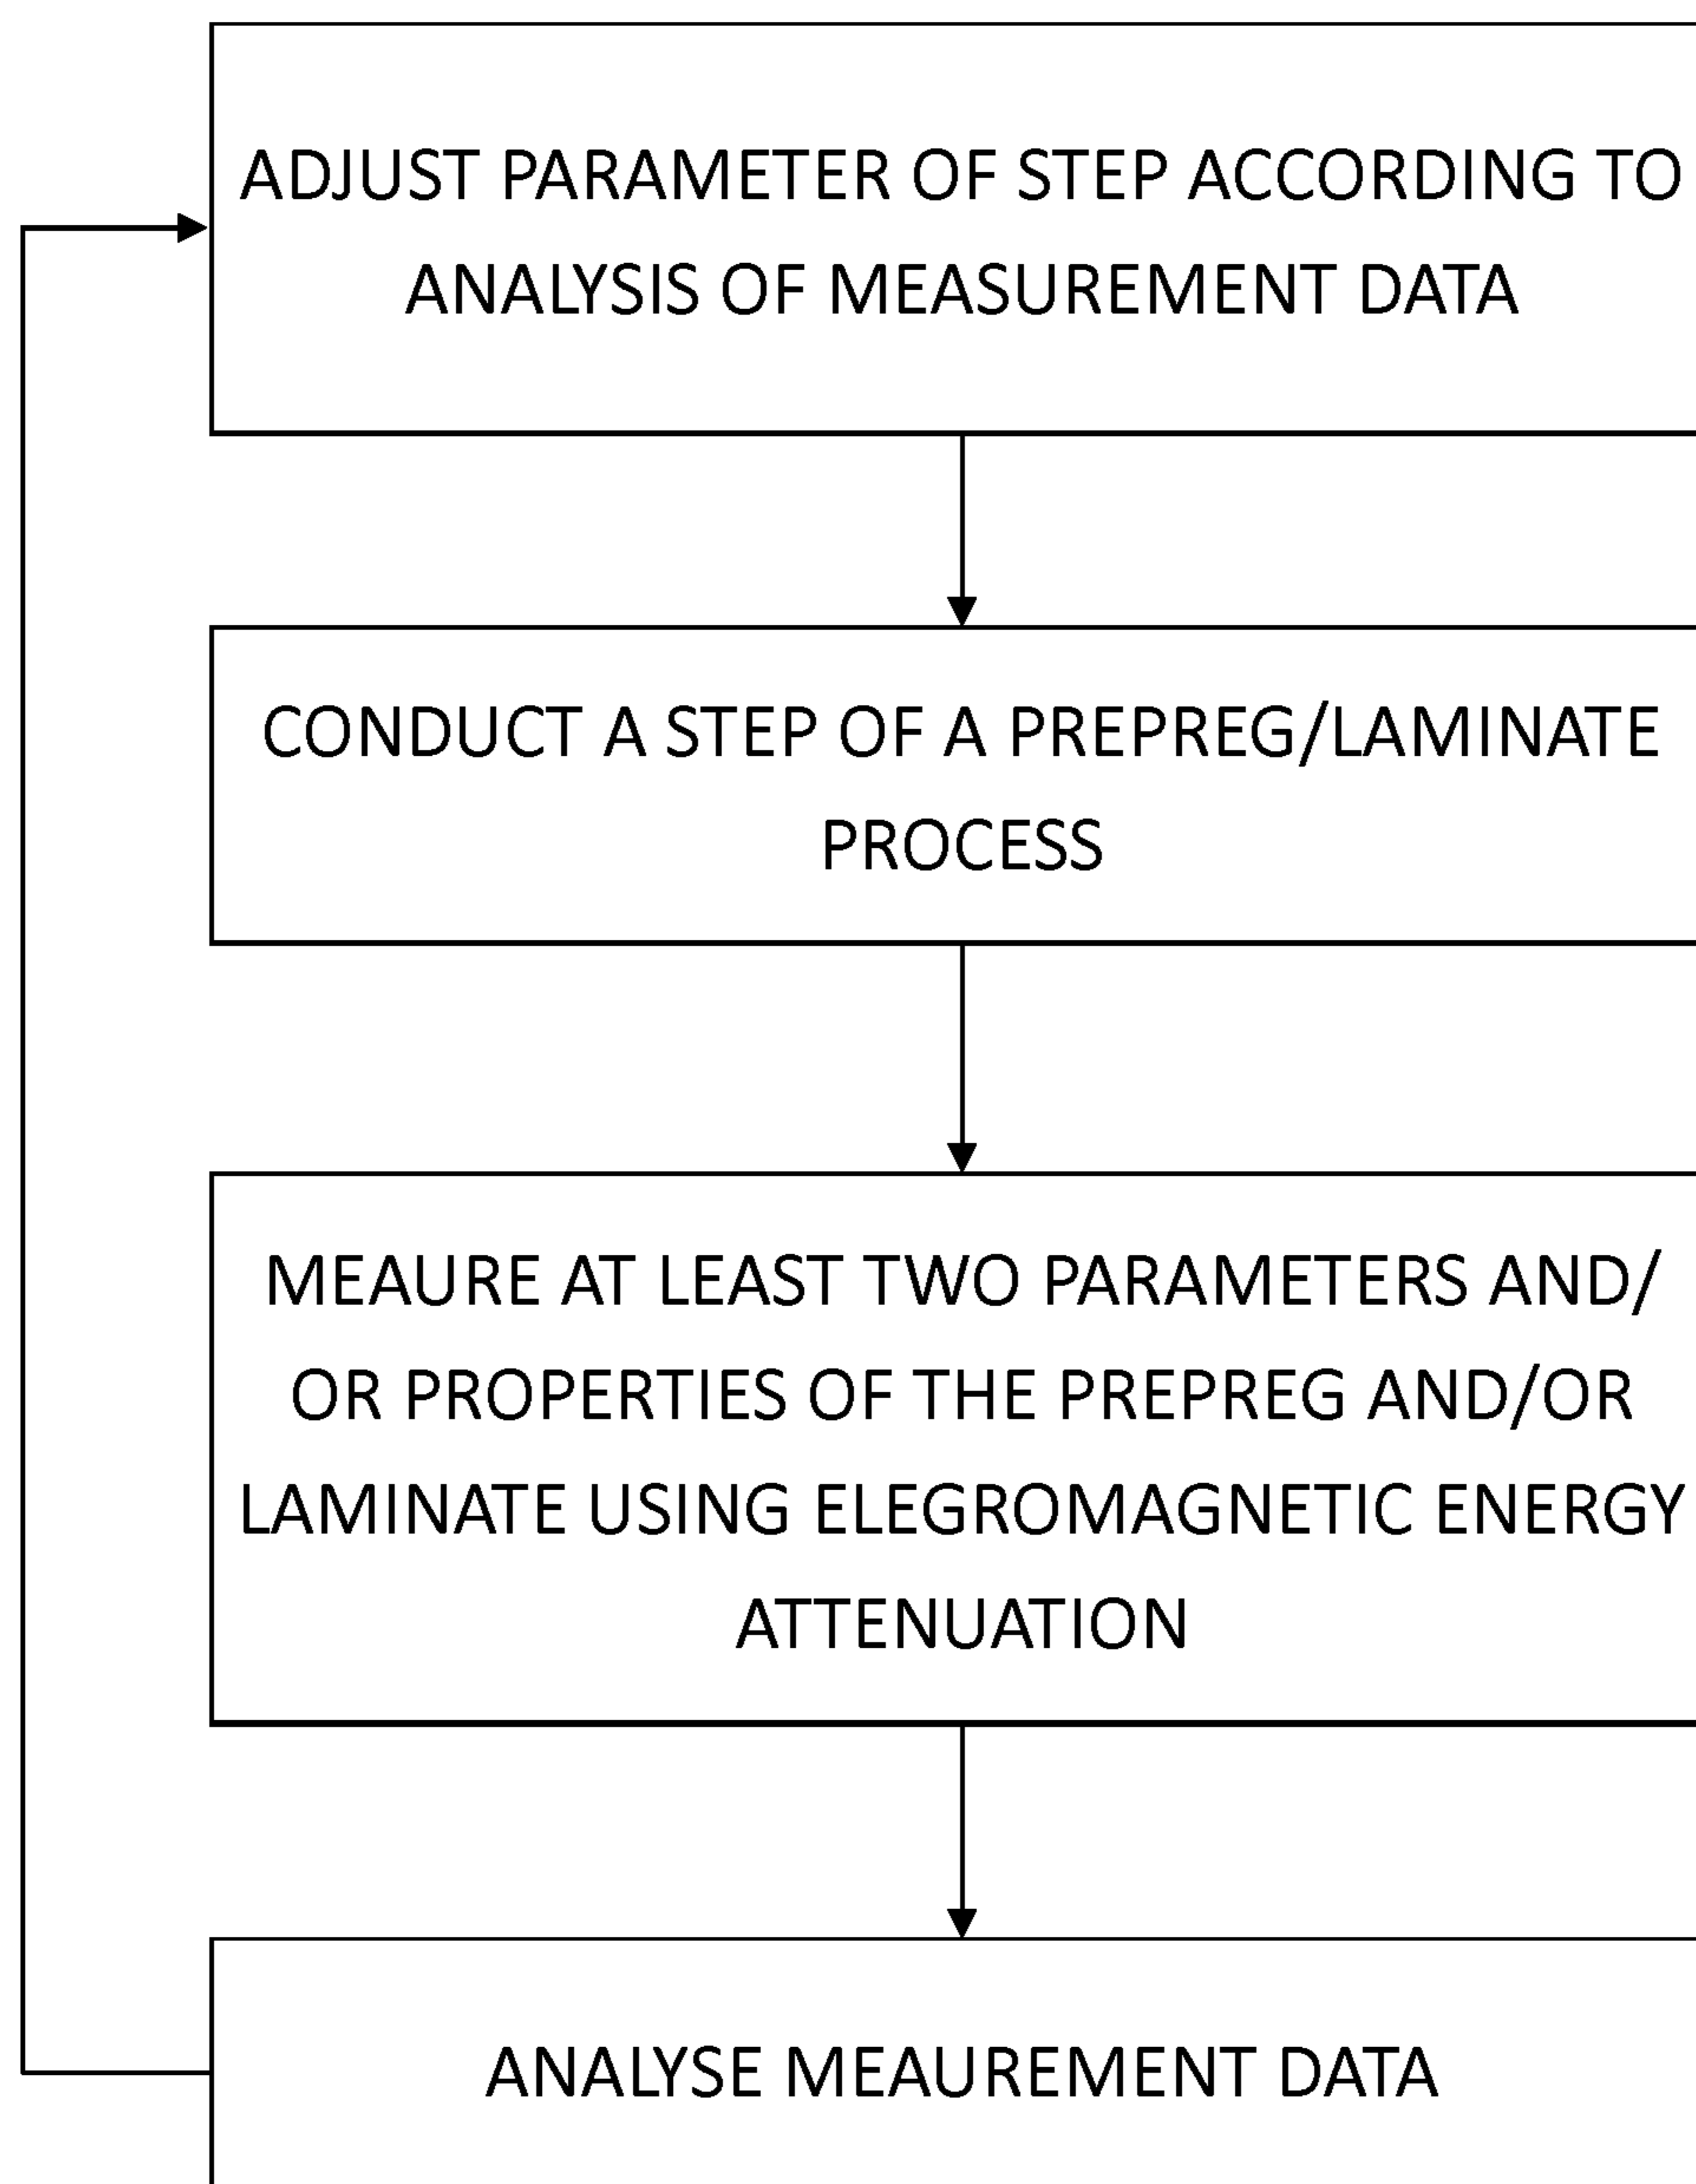 ADJUST PARAMETER OF STEP ACCORDING TO
ANALYSIS OF MEASUREMENT DATA
CONDUCT A STEP OF A PREPREG/LAMINATE
PROCESS
MEAURE AT LEAST TWO PARAMETERS AND/
OR PROPERTIES OF THE PREPREG AND/OR
LAMINATE USING ELEGROMAGNETIC ENERGY
ATTENUATION
ANALYSE MEAUREMENT DATA